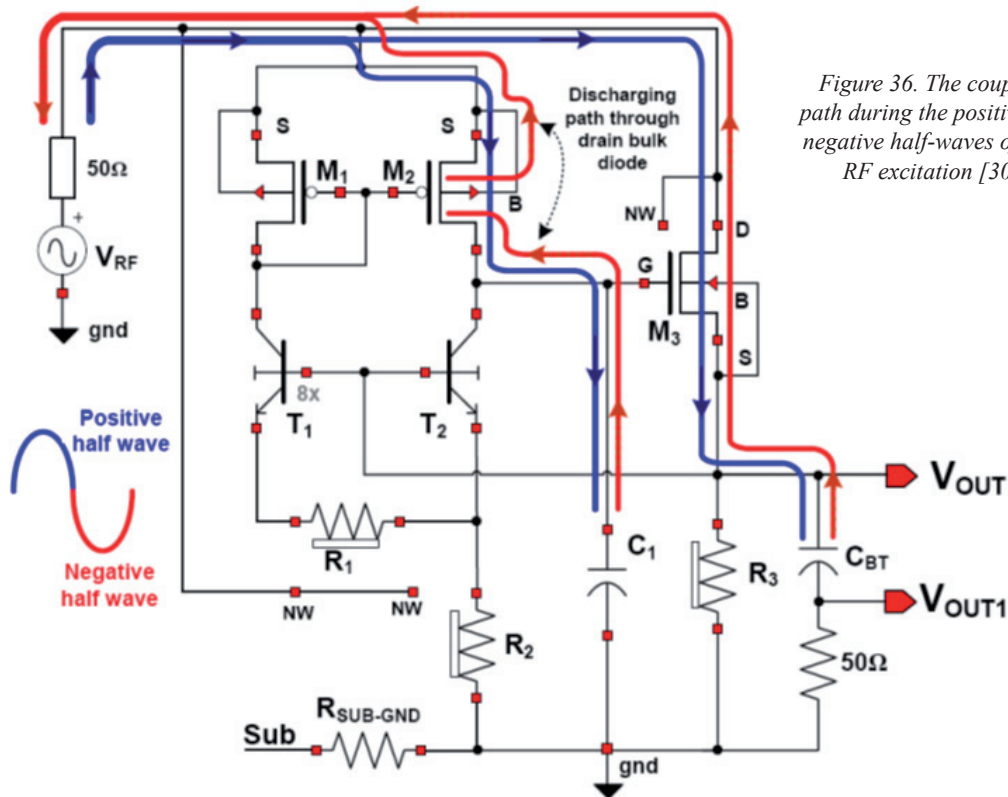 Figure 36. The coup
path during the positiv
negative half-waves o
RF excitation [30
Discharging
path through
drain bulk
diode
S
S
50Ω
M1
M2
B
NW
D
+
VRF
G
B
M3
S
gnd
8x
T1
T2
Positive
half wave
VOUT
R1
C1
R3
CBT
Negative
half wave
NW
NW
VOUT1
R2
50Ω
RSUB-GND
Sub
gnd